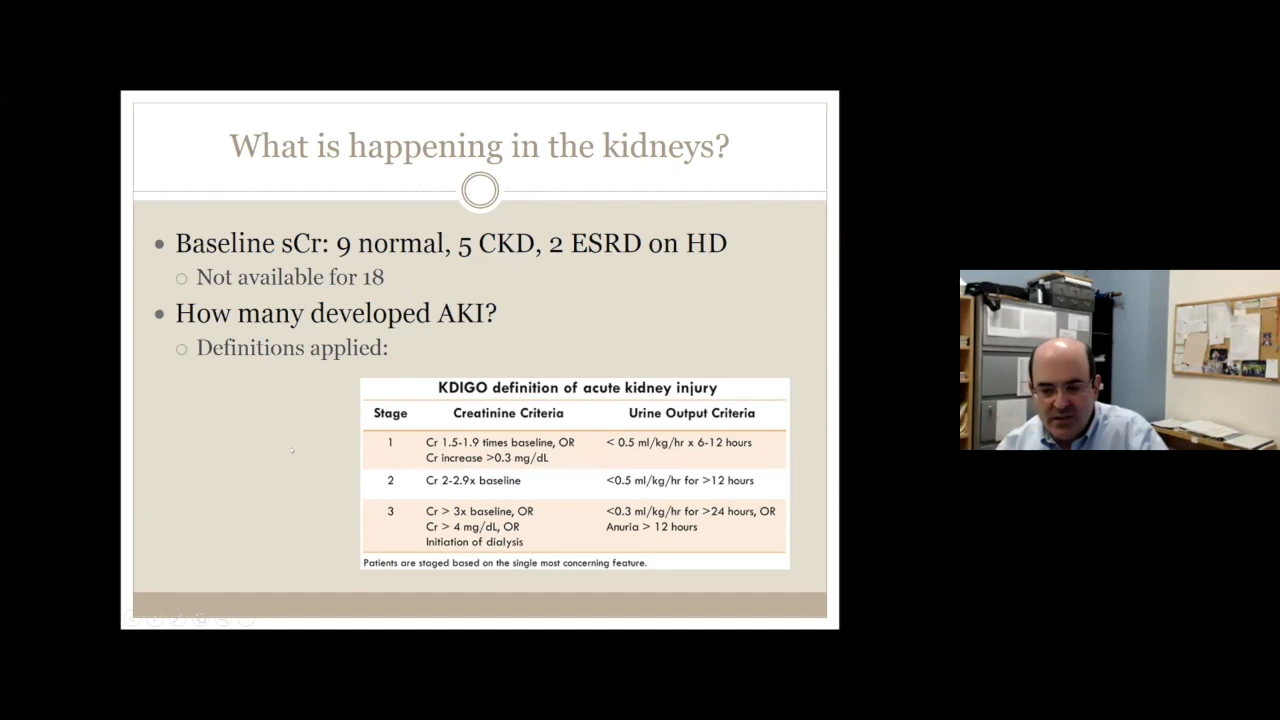 What is happening in the kidneys?
Baseline sCr: 9 normal, 5 CKD, 2 ESRD on HD
Not available for 18
How many developed AKI?
Definitions applied:
KDIGO definition of acute kidney injury
Stage Creatinine Criteria Urine Output Criteria
1 Cr 1.5-1.9 times baseline, OR < 0.5 ml/kg/hr x 6-12 hours
Cr increase >0.3 mg/dL
2 Cr 2-2.9x baseline <0.5 ml/kg/hr for >12 hours
3 Cr > 3x baseline, OR <0.3 ml/kg/hr for >24 hours, OR
Cr > 4 mg/dL, OR Anuria > 12 hours
Initiation of dialysis
Patients are staged based on the single most concerning feature.